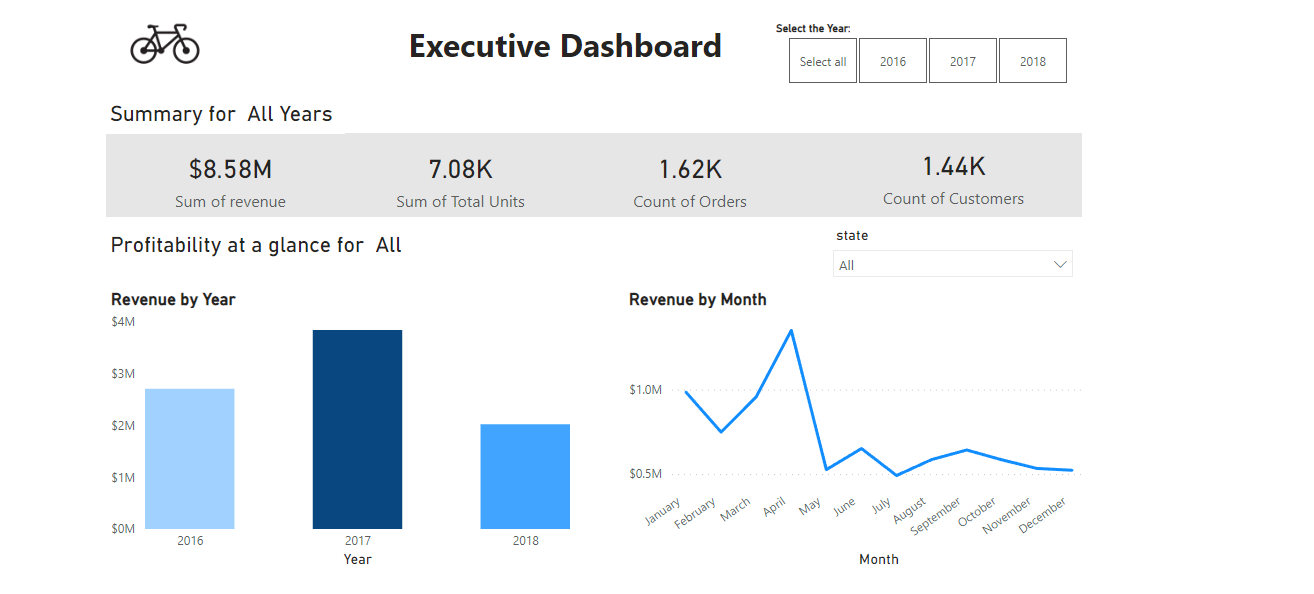 Executive Dashboard
Select the Year:
Select all
2016
2017
2018
Summary for All Years
$8.58M
Sum of revenue
7.08K
Sum of Total Units
1.62K
Count of Orders
1.44K
Count of Customers
Profitability at a glance for All
state
All
Revenue by Year
$4M
$3M
$2M
$1M
$0M
2016
2017
2018
Year
Revenue by Month
$1.0M
$0.5M
January
February
March
April
May
June
July
August
September
October
November
December
Month